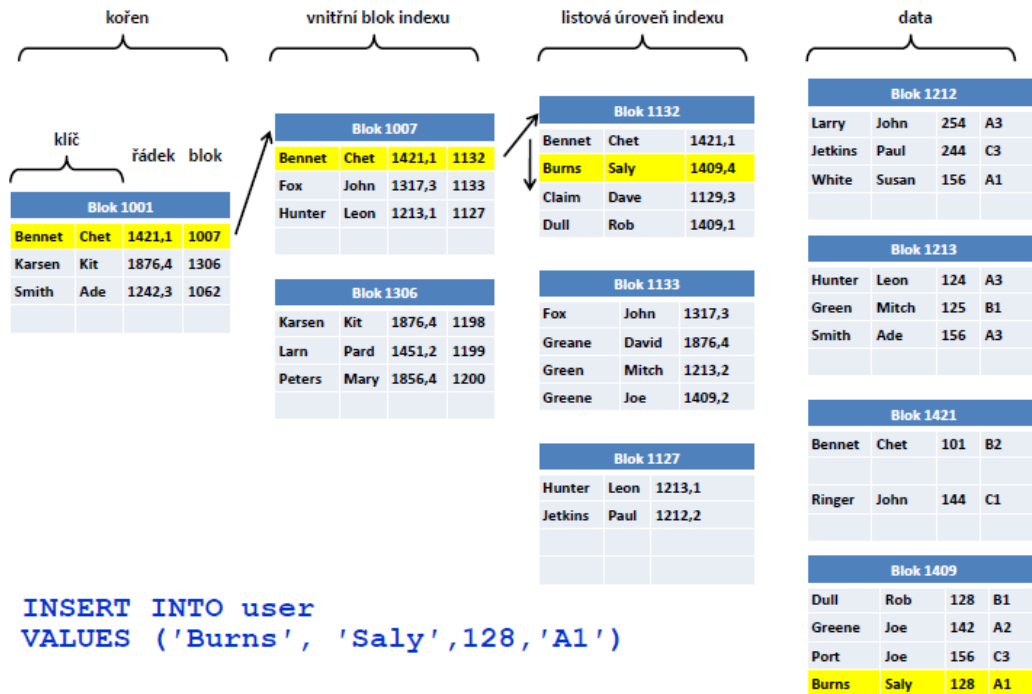 kořen
vnitřní blok indexu
listová úroveň indexu
data
klíč
řádek blok
Blok 1001
Bennet Chet 1421,1 1007
Karsen Kit 1876,4 1306
Smith Ade 1242,3 1062
Blok 1007
Bennet Chet 1421,1 1132
Fox John 1317,3 1133
Hunter Leon 1213,1 1127
Blok 1306
Karsen Kit 1876,4 1198
Larn Pard 1451,2 1199
Peters Mary 1856,4 1200
Blok 1132
Bennet Chet 1421,1
Burns Saly 1409,4
Claim Dave 1129,3
Dull Rob 1409,1
Blok 1133
Fox John 1317,3
Greane David 1876,4
Green Mitch 1213,2
Greene Joe 1409,2
Blok 1127
Hunter Leon 1213,1
Jetkins Paul 1212,2
Blok 1212
Larry John 254 A3
Jetkins Paul 244 C3
White Susan 156 A1
Blok 1213
Hunter Leon 124 A3
Green Mitch 125 B1
Smith Ade 156 A3
Blok 1421
Bennet Chet 101 B2
Ringer John 144 C1
Blok 1409
Dull Rob 128 B1
Greene Joe 142 A2
Port Joe 156 C3
Burns Saly 128 A1
INSERT INTO user
VALUES ('Burns', 'Saly',128,'A1')